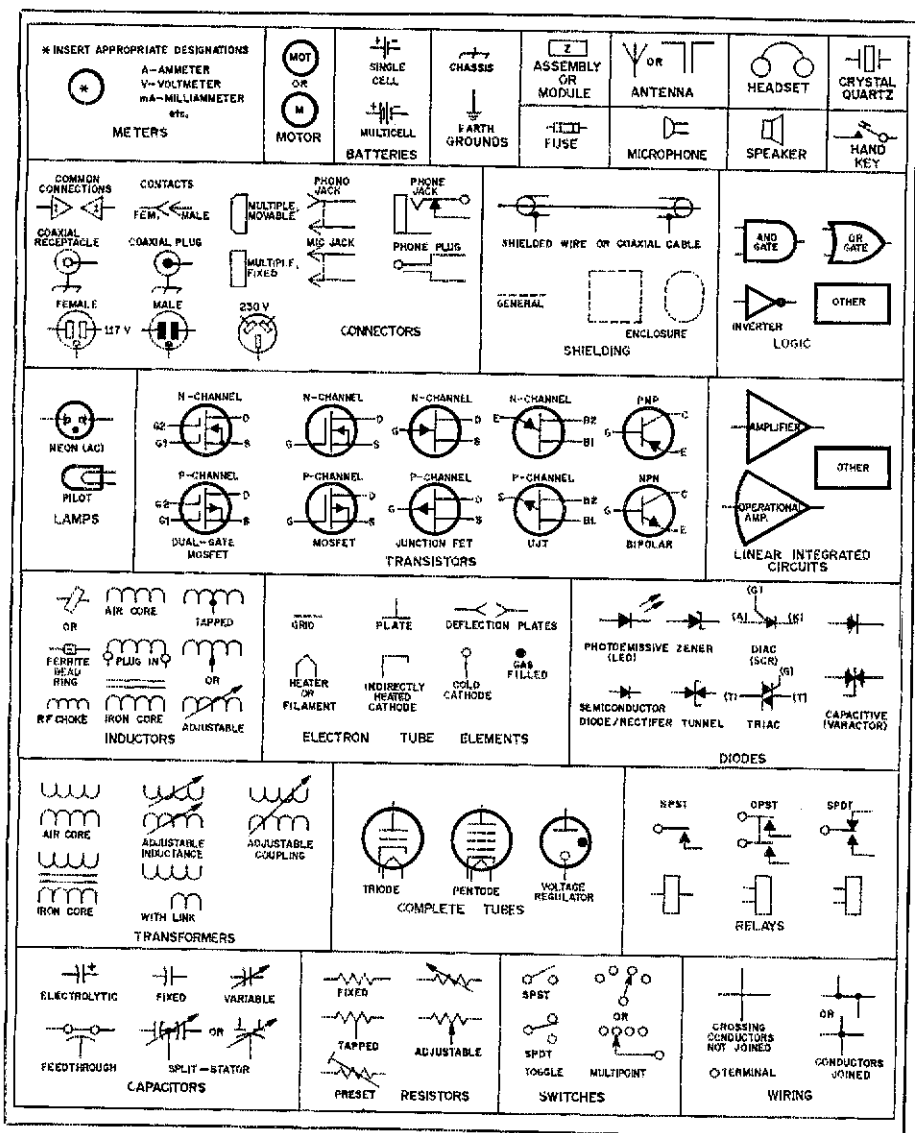 * INSERT APPROPRIATE DESIGNATIONS
A-AMMETER
V-VOLTMETER
mA-MILLIAMMETER
etc.
*
METERS
MOT
OR
M
MOTOR
SINGLE
CELL
MULTICELL
BATTERIES
CHASSIS
EARTH
GROUNDS
Z
ASSEMBLY
OR
MODULE
OR
ANTENNA
HEADSET
CRYSTAL
QUARTZ
FUSE
MICROPHONE
SPEAKER
HAND
KEY
COMMON
CONNECTIONS
CONTACTS
FEM. MALE
MULTIPLE,
MOVABLE
PHONO
JACK
PHONE
JACK
COAXIAL
RECEPTACLE
COAXIAL PLUG
MULTIPLE,
FIXED
MIC JACK
PHONE PLUG
FEMALE
117 V
MALE
230 V
CONNECTORS
SHIELDED WIRE OR COAXIAL CABLE
GENERAL
ENCLOSURE
SHIELDING
AND
GATE
OR
GATE
INVERTER
OTHER
LOGIC
NEON (AC)
PILOT
LAMPS
N-CHANNEL
G2
G1
D
S
N-CHANNEL
G
D
S
N-CHANNEL
G
D
S
N-CHANNEL
E
B2
B1
PNP
G
C
E
P-CHANNEL
G2
G1
D
S
DUAL-GATE
MOSFET
P-CHANNEL
G
D
S
MOSFET
P-CHANNEL
G
D
S
JUNCTION FET
P-CHANNEL
B2
B1
UJT
NPN
G
C
E
BIPOLAR
TRANSISTORS
AMPLIFIER
OTHER
OPERATIONAL
AMP.
LINEAR INTEGRATED
CIRCUITS
OR
FERRITE
BEAD
RING
RF CHOKE
AIR CORE
PLUG IN
IRON CORE
TAPPED
OR
ADJUSTABLE
INDUCTORS
GRID
PLATE
DEFLECTION PLATES
HEATER
OR
FILAMENT
INDIRECTLY
HEATED
CATHODE
COLD
CATHODE
GAS
FILLED
ELECTRON TUBE ELEMENTS
PHOTOEMISSIVE
(LED)
ZENER
(G)
(A)
(K)
DIAC
(SCR)
SEMICONDUCTOR
DIODE/RECTIFER
TUNNEL
(G)
(T)
(T)
TRIAC
CAPACITIVE
(VARACTOR)
DIODES
AIR CORE
IRON CORE
ADJUSTABLE
INDUCTANCE
WITH LINK
ADJUSTABLE
COUPLING
TRANSFORMERS
TRIODE
PENTODE
VOLTAGE
REGULATOR
COMPLETE TUBES
SPST
DPST
SPDT
RELAYS
ELECTROLYTIC
FIXED
VARIABLE
FEEDTHROUGH
OR
SPLIT-STATOR
CAPACITORS
FIXED
TAPPED
ADJUSTABLE
PRESET
RESISTORS
SPST
OR
SPDT
TOGGLE
MULTIPOINT
SWITCHES
CROSSING
CONDUCTORS
NOT JOINED
TERMINAL
OR
CONDUCTORS
JOINED
WIRING